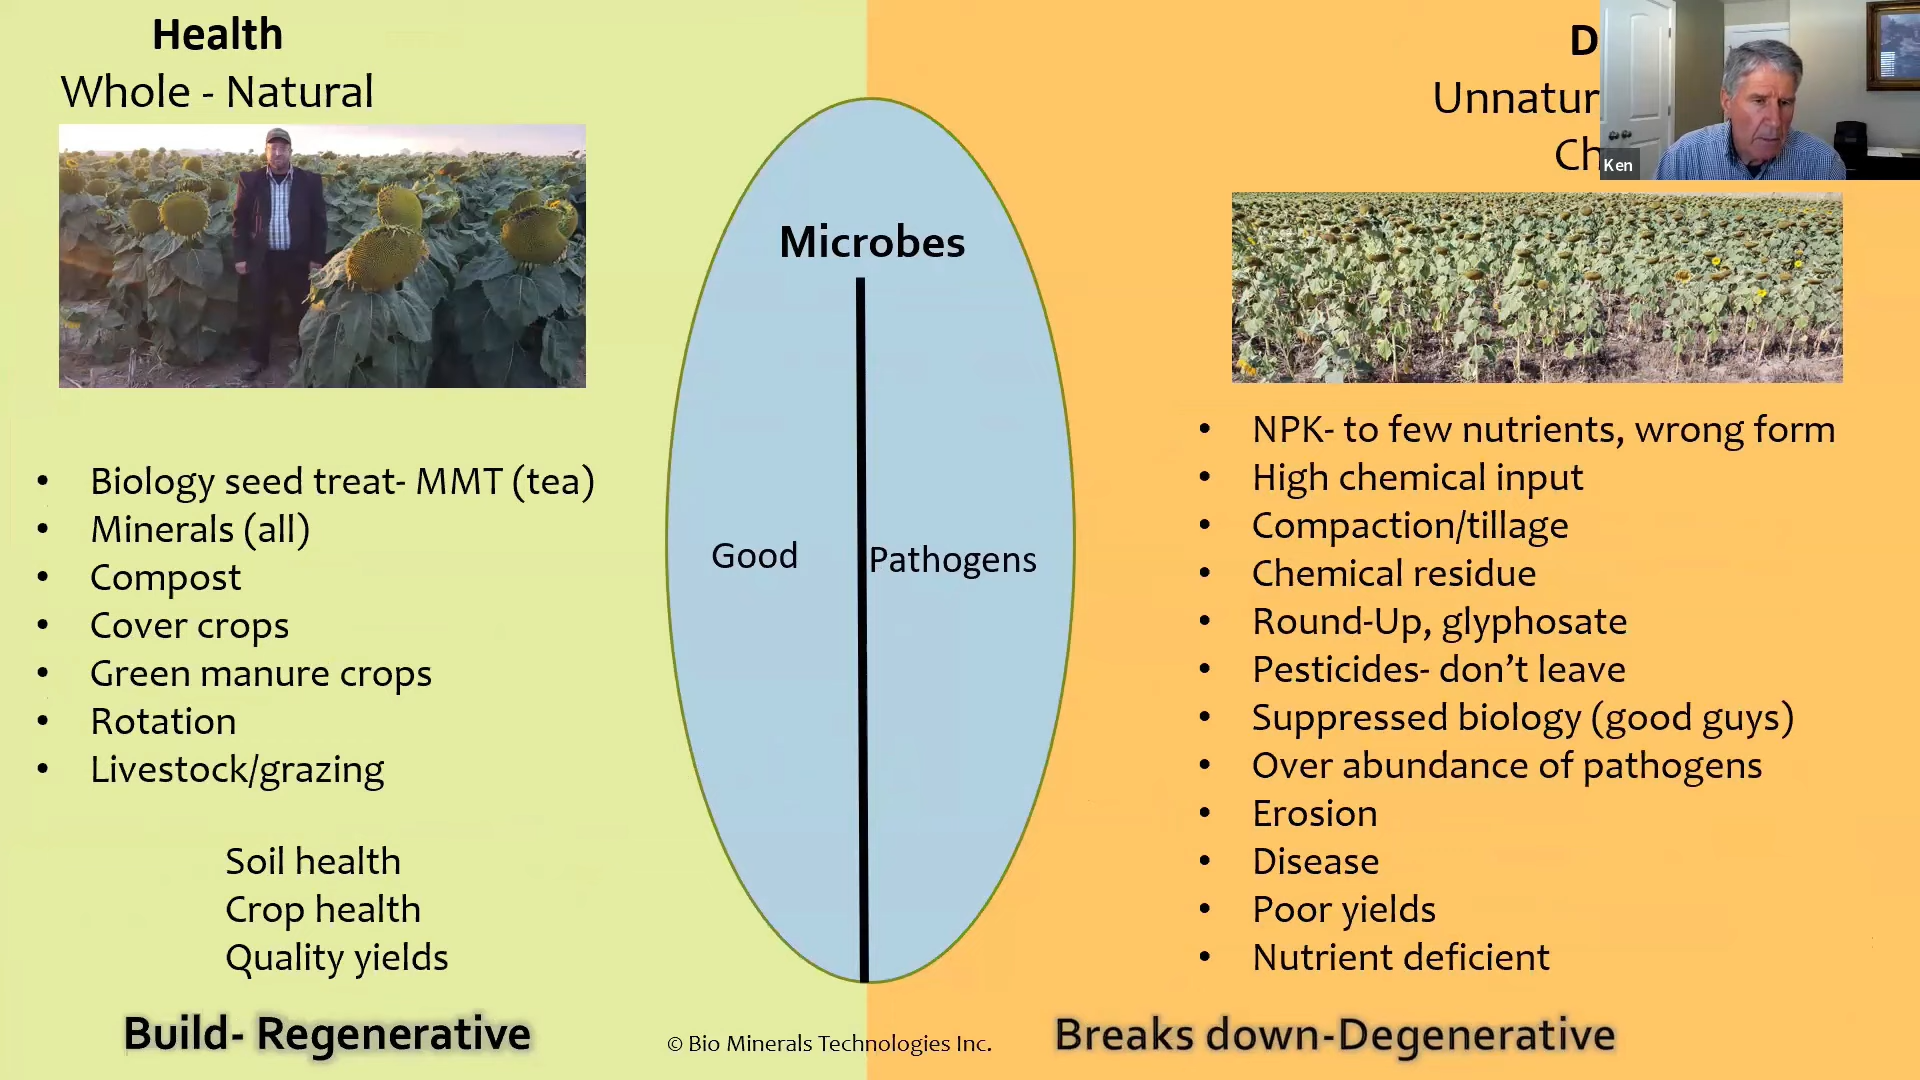 Health
Whole - Natural
D
Unnatur
Ch
Ken
Microbes
Good
Pathogens
• Biology seed treat- MMT (tea)
• Minerals (all)
• Compost
• Cover crops
• Green manure crops
• Rotation
• Livestock/grazing
Soil health
Crop health
Quality yields
Build- Regenerative
• NPK- to few nutrients, wrong form
• High chemical input
• Compaction/tillage
• Chemical residue
• Round-Up, glyphosate
• Pesticides- don’t leave
• Suppressed biology (good guys)
• Over abundance of pathogens
• Erosion
• Disease
• Poor yields
• Nutrient deficient
Breaks down-Degenerative
© Bio Minerals Technologies Inc.